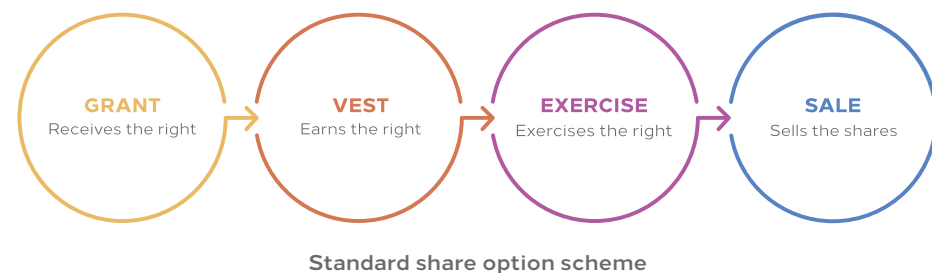 GRANT
Receives the right
VEST
Earns the right
EXERCISE
Exercises the right
SALE
Sells the shares
Standard share option scheme